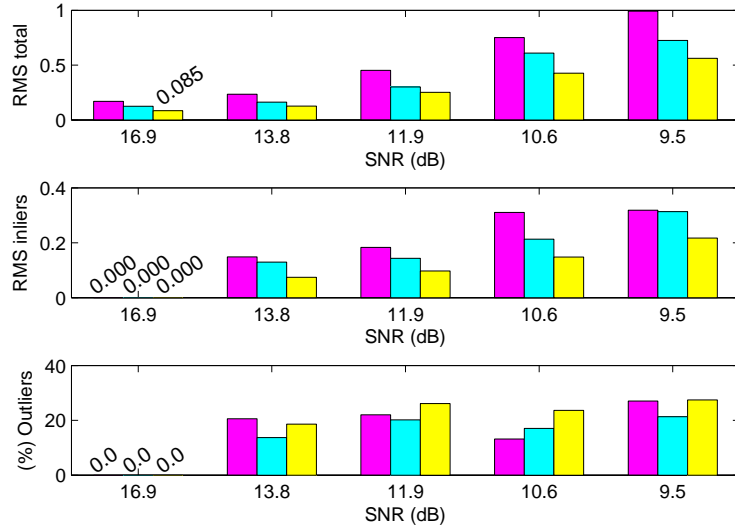 1
0.5
0
RMS total
0.085
16.9 13.8 11.9 10.6 9.5
SNR (dB)
0.4
0.2
0
RMS inliers
0.000 0.000 0.000
16.9 13.8 11.9 10.6 9.5
SNR (dB)
40
20
0
(%) Outliers
0.0 0.0 0.0
16.9 13.8 11.9 10.6 9.5
SNR (dB)